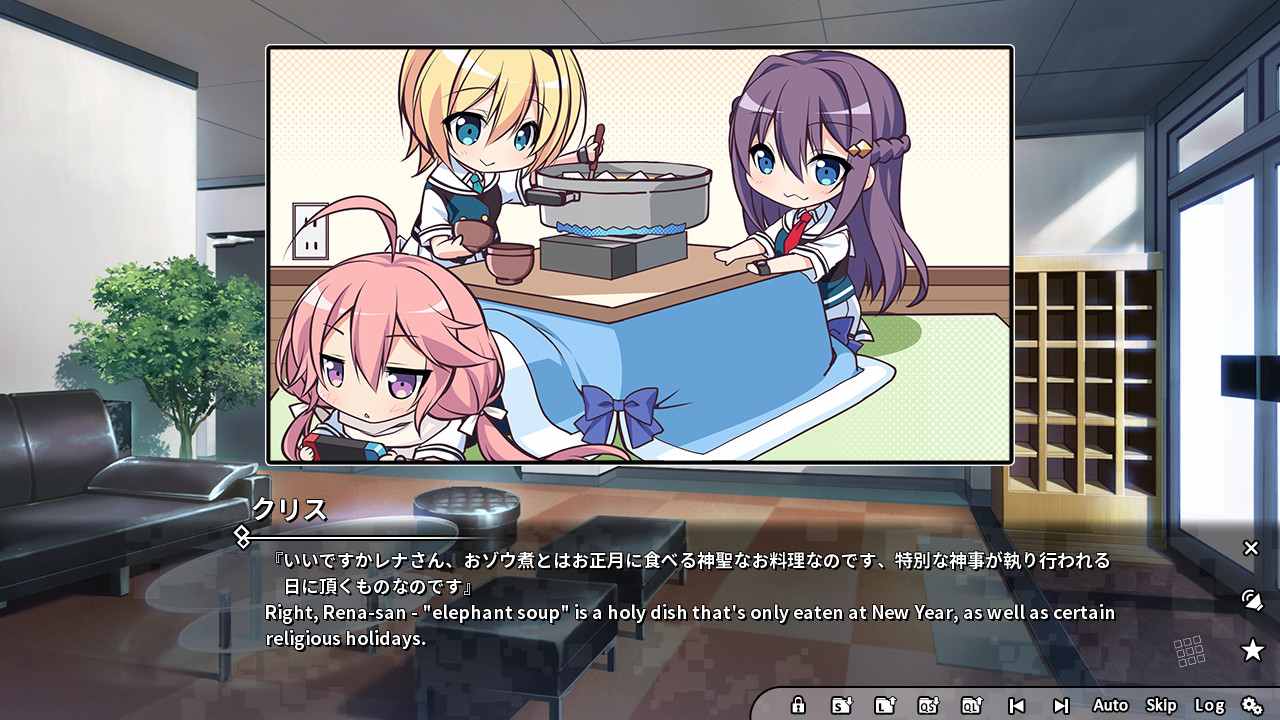 クリス
『いいですかレナさん、おゾウ煮とはお正月に食べる神聖なお料理なのです、特別な神事が執り行われる
日に頂くものなのです』
Right, Rena-san - "elephant soup" is a holy dish that's only eaten at New Year, as well as certain
religious holidays.
S L QS QL Auto Skip Log